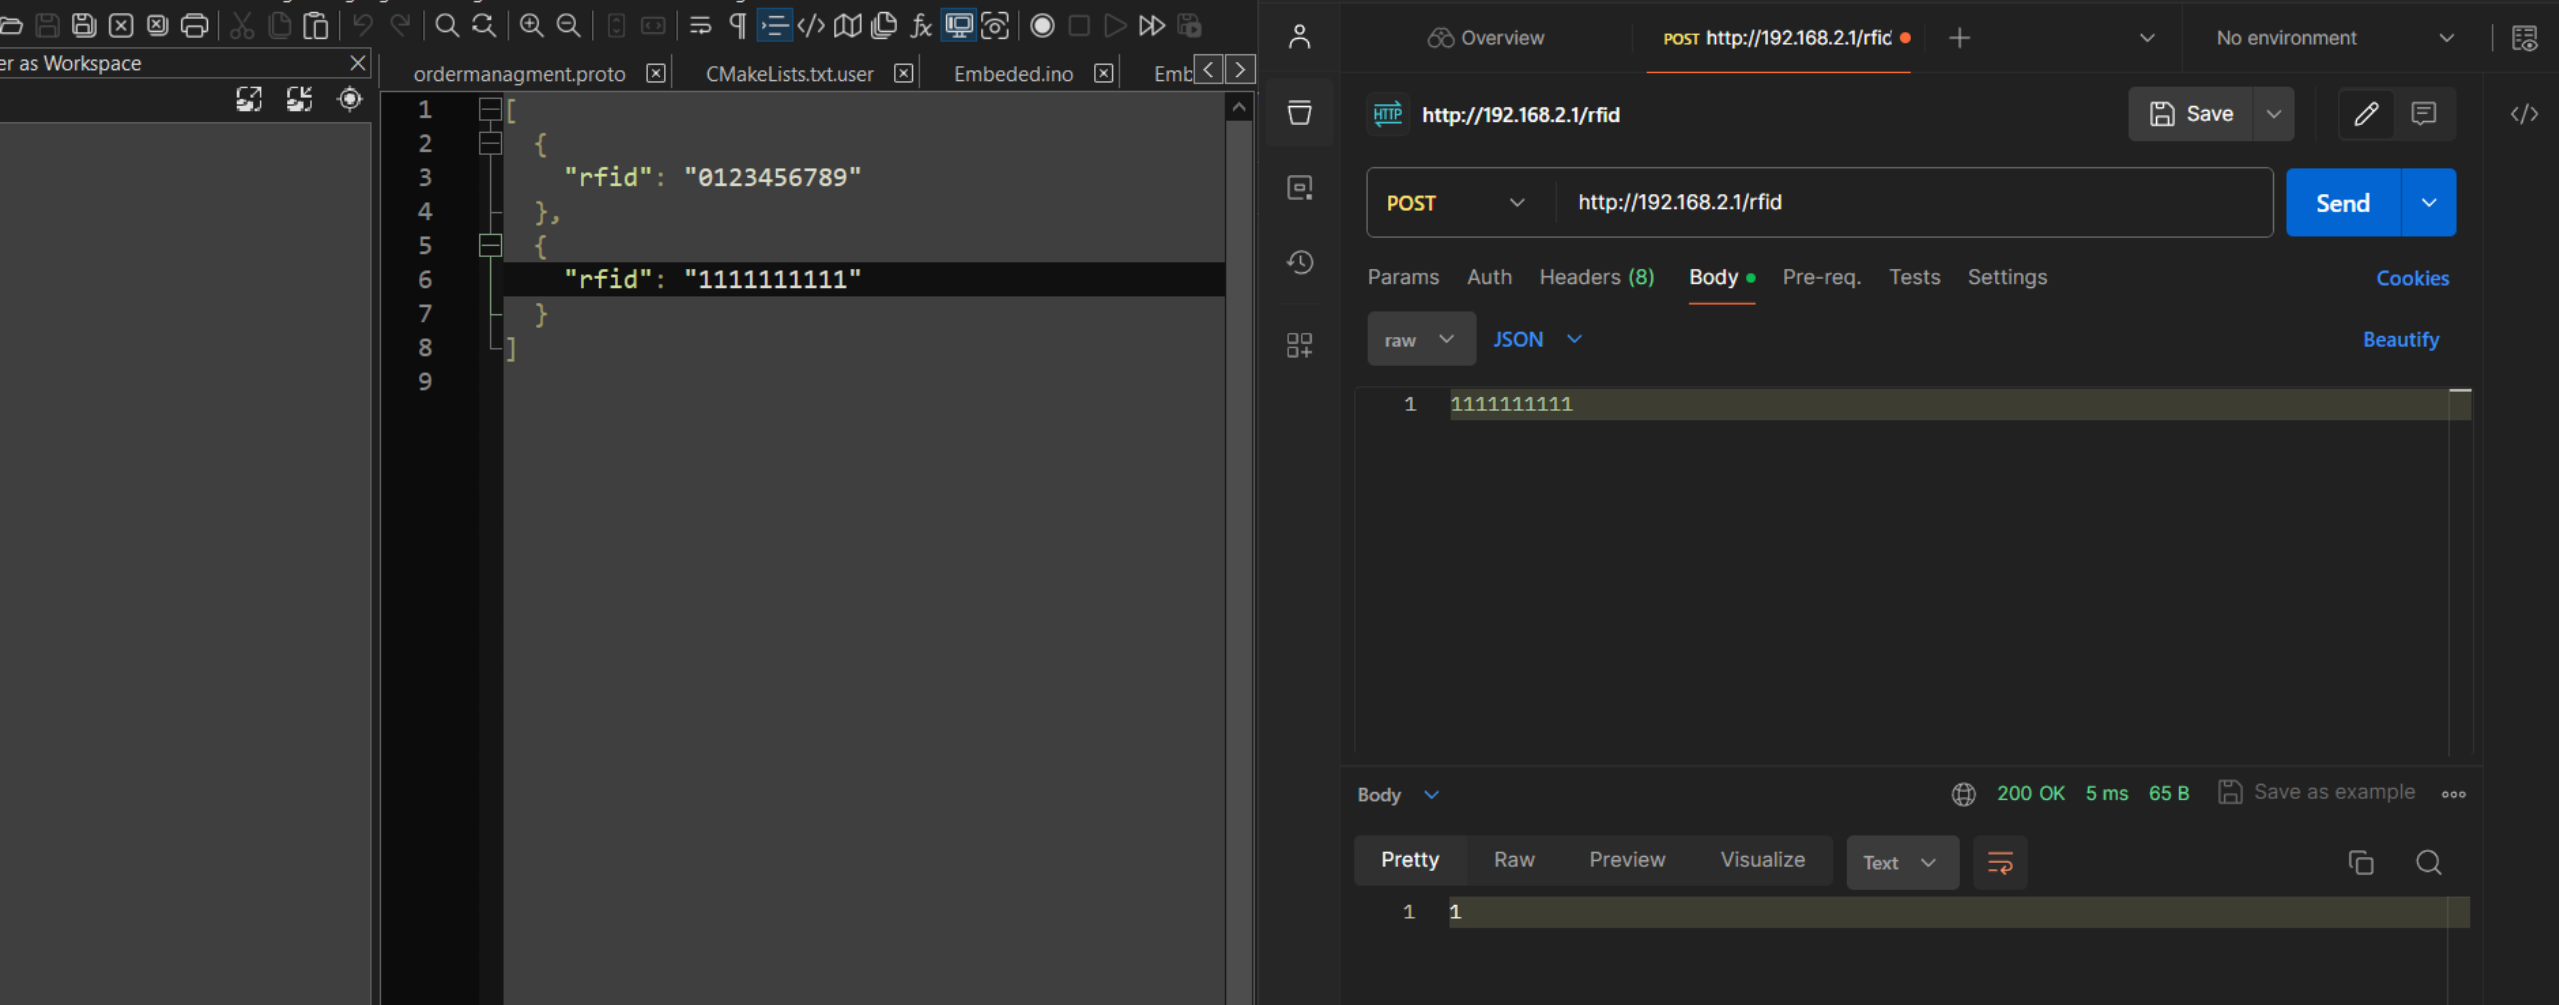 er as Workspace
ordermanagment.proto CMakeLists.txt.user Embeded.ino Emb
1 [
2 {
3 "rfid": "0123456789"
4 },
5 {
6 "rfid": "1111111111"
7 }
8 ]
9
Overview POST http://192.168.2.1/rfid No environment
HTTP http://192.168.2.1/rfid Save
POST http://192.168.2.1/rfid Send
Params Auth Headers (8) Body Pre-req. Tests Settings Cookies
raw JSON Beautify
1 1111111111
Body 200 OK 5 ms 65 B Save as example
Pretty Raw Preview Visualize Text
1 1